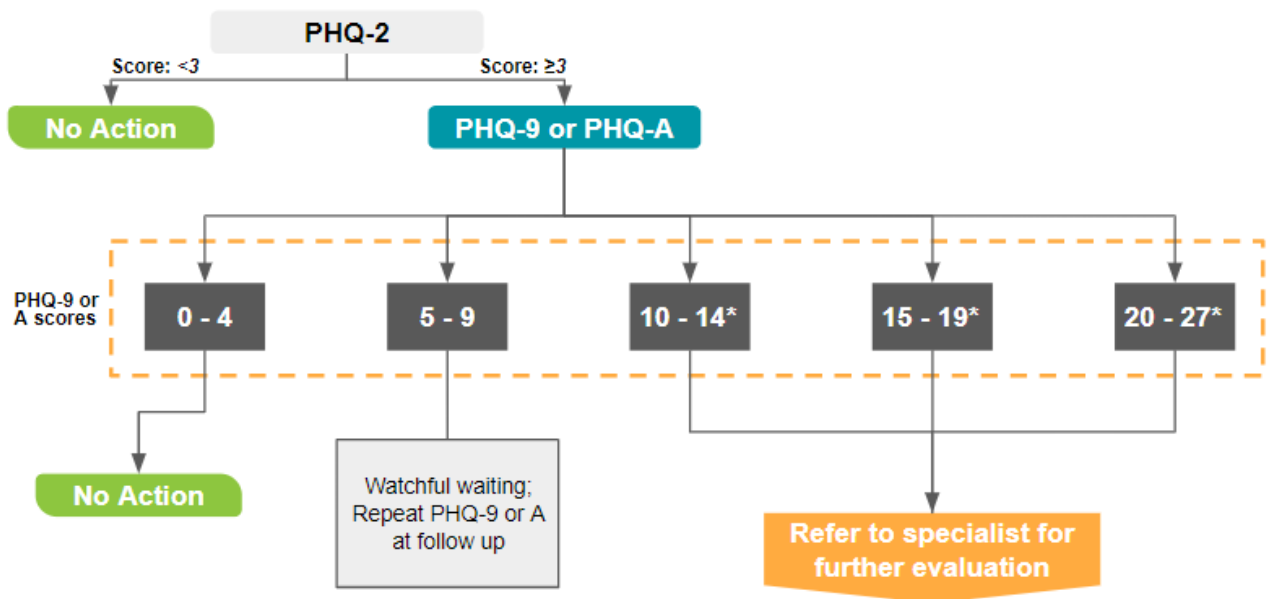 PHQ-2
Score: <3
Score: ≥3
No Action
PHQ-9 or PHQ-A
PHQ-9 or
A scores
0 - 4
5 - 9
10 - 14*
15 - 19*
20 - 27*
No Action
Watchful waiting;
Repeat PHQ-9 or A
at follow up
Refer to specialist for
further evaluation